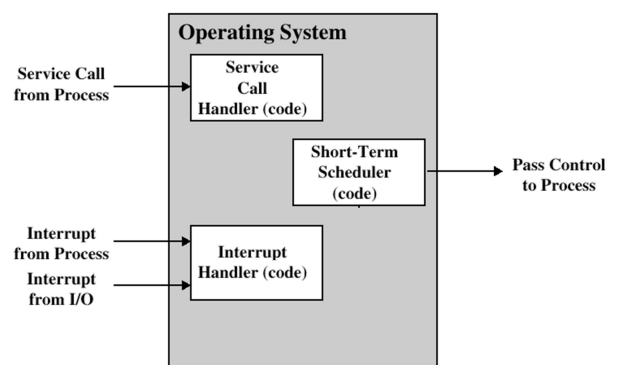 Operating System
Service Call
from Process
Service
Call
Handler (code)
Short-Term
Scheduler
(code)
Pass Control
to Process
Interrupt
from Process
Interrupt
from I/O
Interrupt
Handler (code)